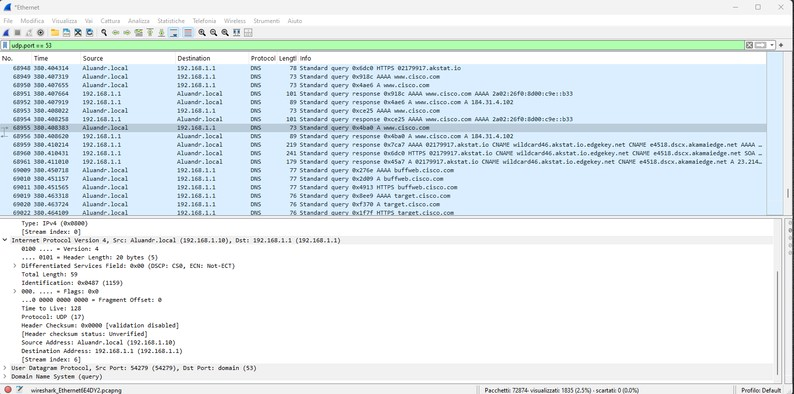 *Ethernet
File Modifica Visualizza Vai Cattura Analizza Statistiche Telefonia Wireless Strumenti Aiuto
udp.port == 53
No. Time Source Destination Protocol Lengtl Info
68948 380.404314 Aluandr.local 192.168.1.1 DNS 78 Standard query 0x6dc0 HTTPS 02179917.akstat.io
68949 380.407319 Aluandr.local 192.168.1.1 DNS 73 Standard query 0x918c AAAA www.cisco.com
68950 380.407655 Aluandr.local 192.168.1.1 DNS 73 Standard query 0x4ae6 A www.cisco.com
68951 380.407664 Aluandr.local 192.168.1.1 DNS 101 Standard query response 0x918c AAAA www.cisco.com AAAA 2a02:26f0:8d00:c9e::b33
68952 380.407919 Aluandr.local 192.168.1.1 DNS 89 Standard query response 0x4ae6 A www.cisco.com A 184.31.4.102
68953 380.408022 Aluandr.local 192.168.1.1 DNS 73 Standard query 0xce25 AAAA www.cisco.com
68954 380.408258 Aluandr.local 192.168.1.1 DNS 101 Standard query response 0xce25 AAAA www.cisco.com AAAA 2a02:26f0:8d00:c9e::b33
68955 380.408383 Aluandr.local 192.168.1.1 DNS 73 Standard query 0x4ba0 A www.cisco.com
68956 380.408620 Aluandr.local 192.168.1.1 DNS 89 Standard query response 0x4ba0 A www.cisco.com A 184.31.4.102
68959 380.410214 Aluandr.local 192.168.1.1 DNS 219 Standard query response 0x7ca7 AAAA 02179917.akstat.io CNAME wildcard46.akstat.io.edgekey.net CNAME e4518.dscx.akamaiedge.net AAAA …
68960 380.410431 Aluandr.local 192.168.1.1 DNS 241 Standard query response 0x6dc0 HTTPS 02179917.akstat.io CNAME wildcard46.akstat.io.edgekey.net CNAME e4518.dscx.akamaiedge.net SOA …
68961 380.411010 Aluandr.local 192.168.1.1 DNS 179 Standard query response 0x45a7 A 02179917.akstat.io CNAME wildcard46.akstat.io.edgekey.net CNAME e4518.dscx.akamaiedge.net A 23.214…
69009 380.450718 Aluandr.local 192.168.1.1 DNS 77 Standard query 0x276e AAAA buffweb.cisco.com
69010 380.451157 Aluandr.local 192.168.1.1 DNS 77 Standard query 0x2d09 A buffweb.cisco.com
69011 380.451565 Aluandr.local 192.168.1.1 DNS 77 Standard query 0x4913 HTTPS buffweb.cisco.com
69019 380.463318 Aluandr.local 192.168.1.1 DNS 76 Standard query 0x8ee9 AAAA target.cisco.com
69020 380.463724 Aluandr.local 192.168.1.1 DNS 76 Standard query 0xf370 A target.cisco.com
69022 380.464109 Aluandr.local 192.168.1.1 DNS 76 Standard query 0x1f7f HTTPS target.cisco.com
Type: IPv4 (0x0800)
[Stream index: 0]
Internet Protocol Version 4, Src: Aluandr.local (192.168.1.10), Dst: 192.168.1.1 (192.168.1.1)
0100 .... = Version: 4
.... 0101 = Header Length: 20 bytes (5)
Differentiated Services Field: 0x00 (DSCP: CS0, ECN: Not-ECT)
Total Length: 59
Identification: 0x0487 (1159)
000. .... = Flags: 0x0
...0 0000 0000 0000 = Fragment Offset: 0
Time to Live: 128
Protocol: UDP (17)
Header Checksum: 0x0000 [validation disabled]
[Header checksum status: Unverified]
Source Address: Aluandr.local (192.168.1.10)
Destination Address: 192.168.1.1 (192.168.1.1)
[Stream index: 6]
User Datagram Protocol, Src Port: 54279 (54279), Dst Port: domain (53)
Domain Name System (query)
wireshark_Ethernet6E4DY2.pcapng Pacchetti: 72874· visualizzati: 1835 (2.5%) · scartati: 0 (0.0%) Profilo: Default